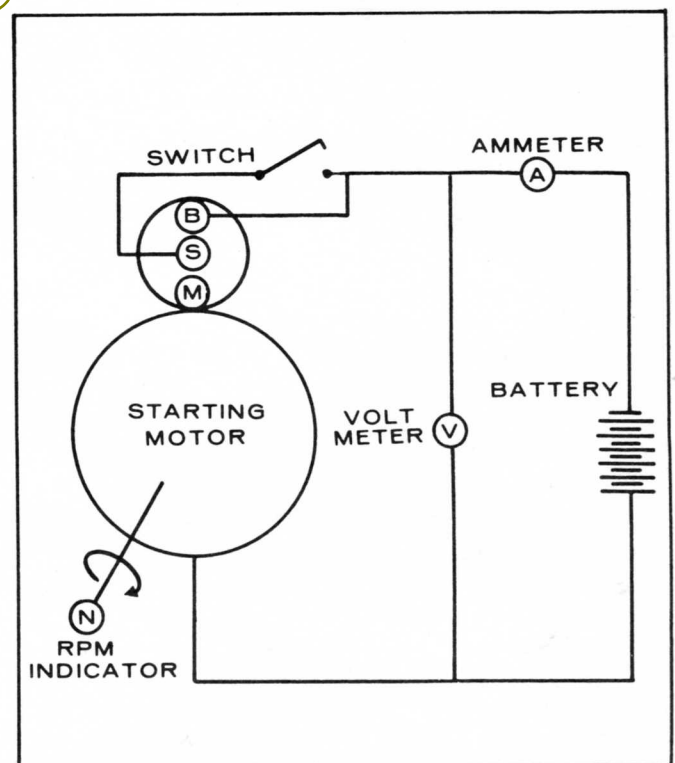 AMMETER
SWITCH
A
B
S
M
BATTERY
STARTING
MOTOR
VOLT
METER
V
N
RPM
INDICATOR